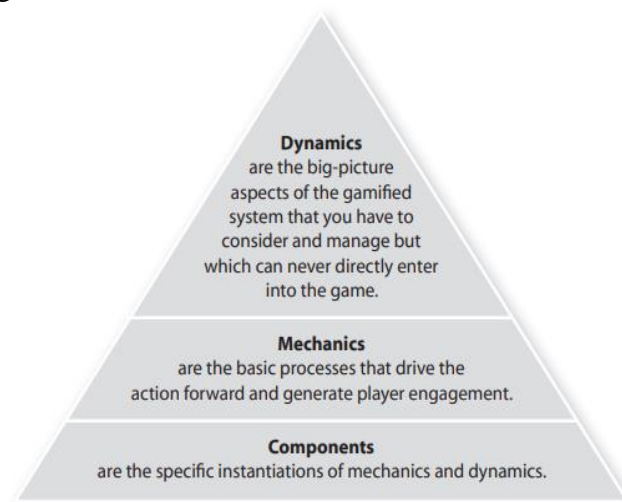 Dynamics
are the big-picture
aspects of the gamified
system that you have to
consider and manage but
which can never directly enter
into the game.
Mechanics
are the basic processes that drive the
action forward and generate player engagement.
Components
are the specific instantiations of mechanics and dynamics.